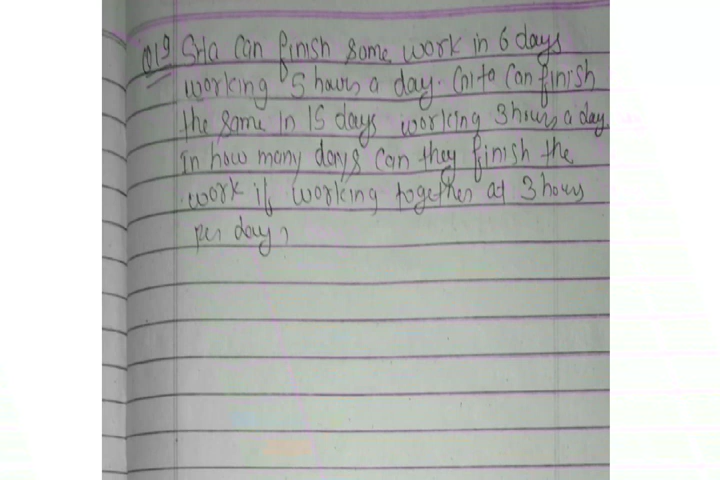 Q19 Sita can finish some work in 6 days
working 5 hours a day. Gita can finish
the same in 15 days working 3 hours a day.
In how many days can they finish the
work if working together at 3 hours
per day?